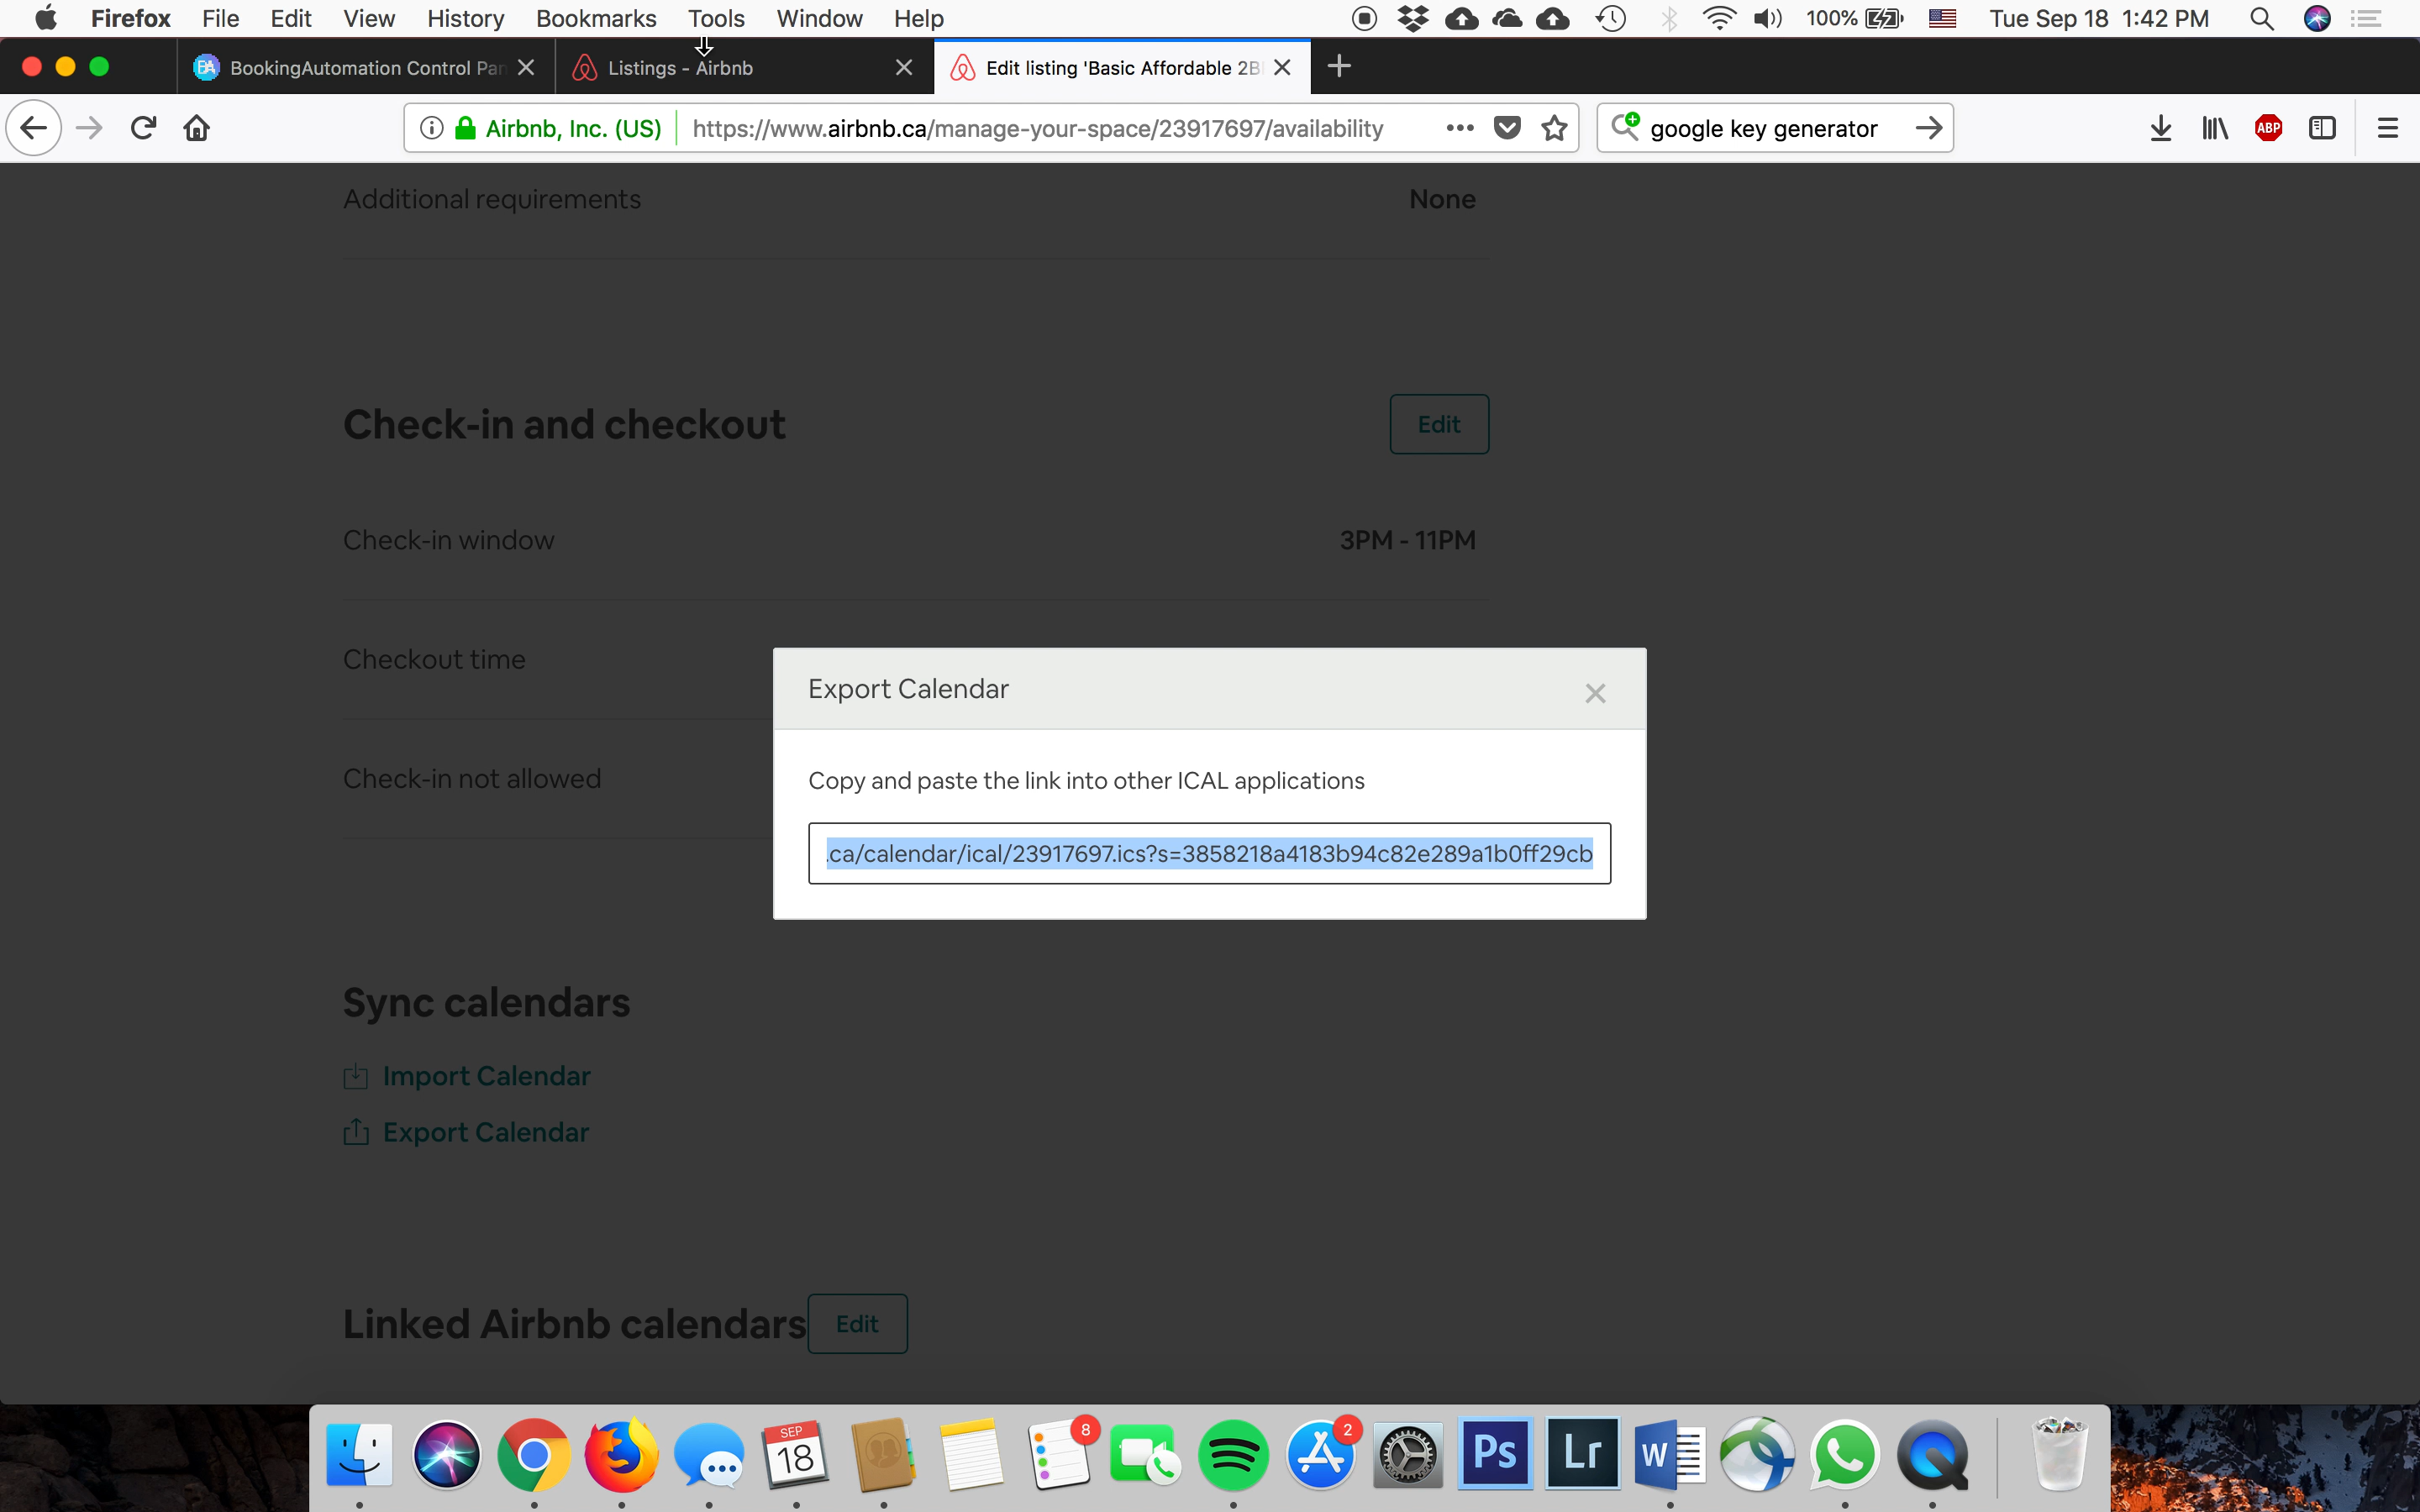 Firefox File Edit View History Bookmarks Tools Window Help 100% Tue Sep 18 1:42 PM
BookingAutomation Control Pan Listings - Airbnb Edit listing 'Basic Affordable 2B
Airbnb, Inc. (US) https://www.airbnb.ca/manage-your-space/23917697/availability google key generator ABP
Additional requirements None
Check-in and checkout Edit
Check-in window 3PM - 11PM
Checkout time
Export Calendar
Check-in not allowed
Copy and paste the link into other ICAL applications
.ca/calendar/ical/23917697.ics?s=3858218a4183b94c82e289a1b0ff29cb
Sync calendars
Import Calendar
Export Calendar
Linked Airbnb calendars Edit
SEP
18
8
2
Ps
Lr
W